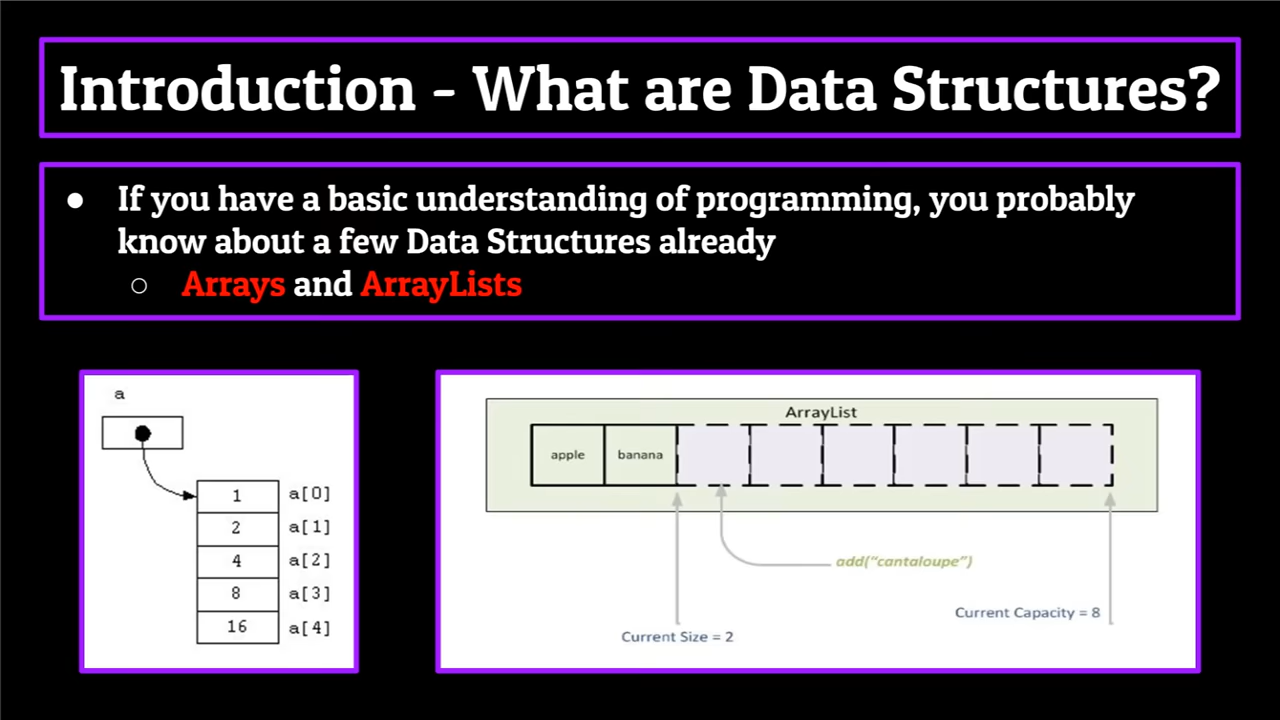 Introduction - What are Data Structures?
● If you have a basic understanding of programming, you probably
know about a few Data Structures already
○ Arrays and ArrayLists
a
1 a[0]
2 a[1]
4 a[2]
8 a[3]
16 a[4]
ArrayList
apple banana
add("cantaloupe")
Current Capacity = 8
Current Size = 2